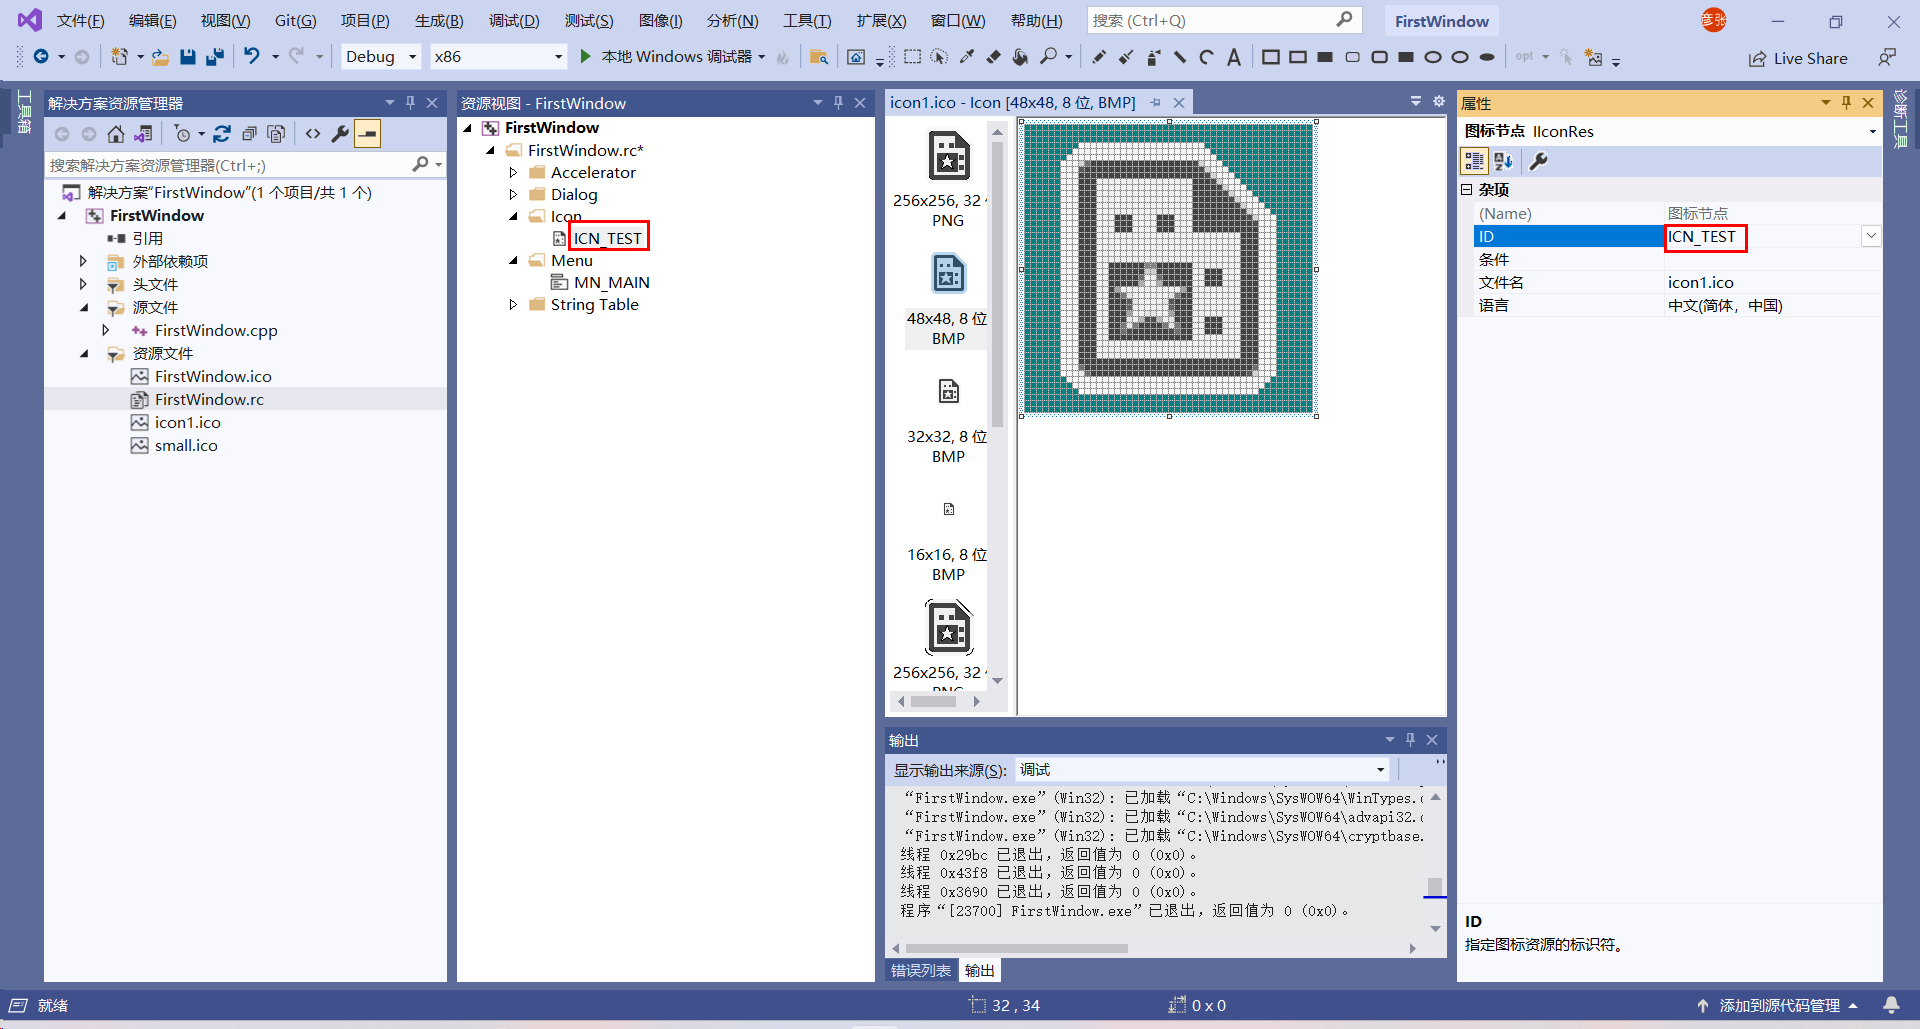 文件(F) 编辑(E) 视图(V) Git(G) 项目(P) 生成(B) 调试(D) 测试(S) 图像(I) 分析(N) 工具(T) 扩展(X) 窗口(W) 帮助(H) 搜索 (Ctrl+Q) FirstWindow 彦张
Debug x86 本地 Windows 调试器 opt Live Share
工具箱
解决方案资源管理器
搜索解决方案资源管理器(Ctrl+;)
解决方案“FirstWindow”(1 个项目/共 1 个)
FirstWindow
引用
外部依赖项
头文件
源文件
FirstWindow.cpp
资源文件
FirstWindow.ico
FirstWindow.rc
icon1.ico
small.ico
资源视图 - FirstWindow
FirstWindow
FirstWindow.rc*
Accelerator
Dialog
Icon
ICN_TEST
Menu
MN_MAIN
String Table
icon1.ico - Icon [48x48, 8 位, BMP]
256x256, 32
PNG
48x48, 8 位
BMP
32x32, 8 位
BMP
16x16, 8 位
BMP
256x256, 32
PNG
输出
显示输出来源(S): 调试
“FirstWindow.exe” (Win32): 已加载 “C:\Windows\SysWOW64\WinTypes.
“FirstWindow.exe” (Win32): 已加载 “C:\Windows\SysWOW64\advapi32.
“FirstWindow.exe” (Win32): 已加载 “C:\Windows\SysWOW64\cryptbase.
线程 0x29bc 已退出，返回值为 0 (0x0)。
线程 0x43f8 已退出，返回值为 0 (0x0)。
线程 0x3690 已退出，返回值为 0 (0x0)。
程序“[23700] FirstWindow.exe”已退出，返回值为 0 (0x0)。
错误列表 输出
属性
图标节点 IIconRes
杂项
(Name) 图标节点
ID ICN_TEST
条件
文件名 icon1.ico
语言 中文(简体，中国)
ID
指定图标资源的标识符。
诊断工具
就绪 32 , 34 0 x 0 添加到源代码管理